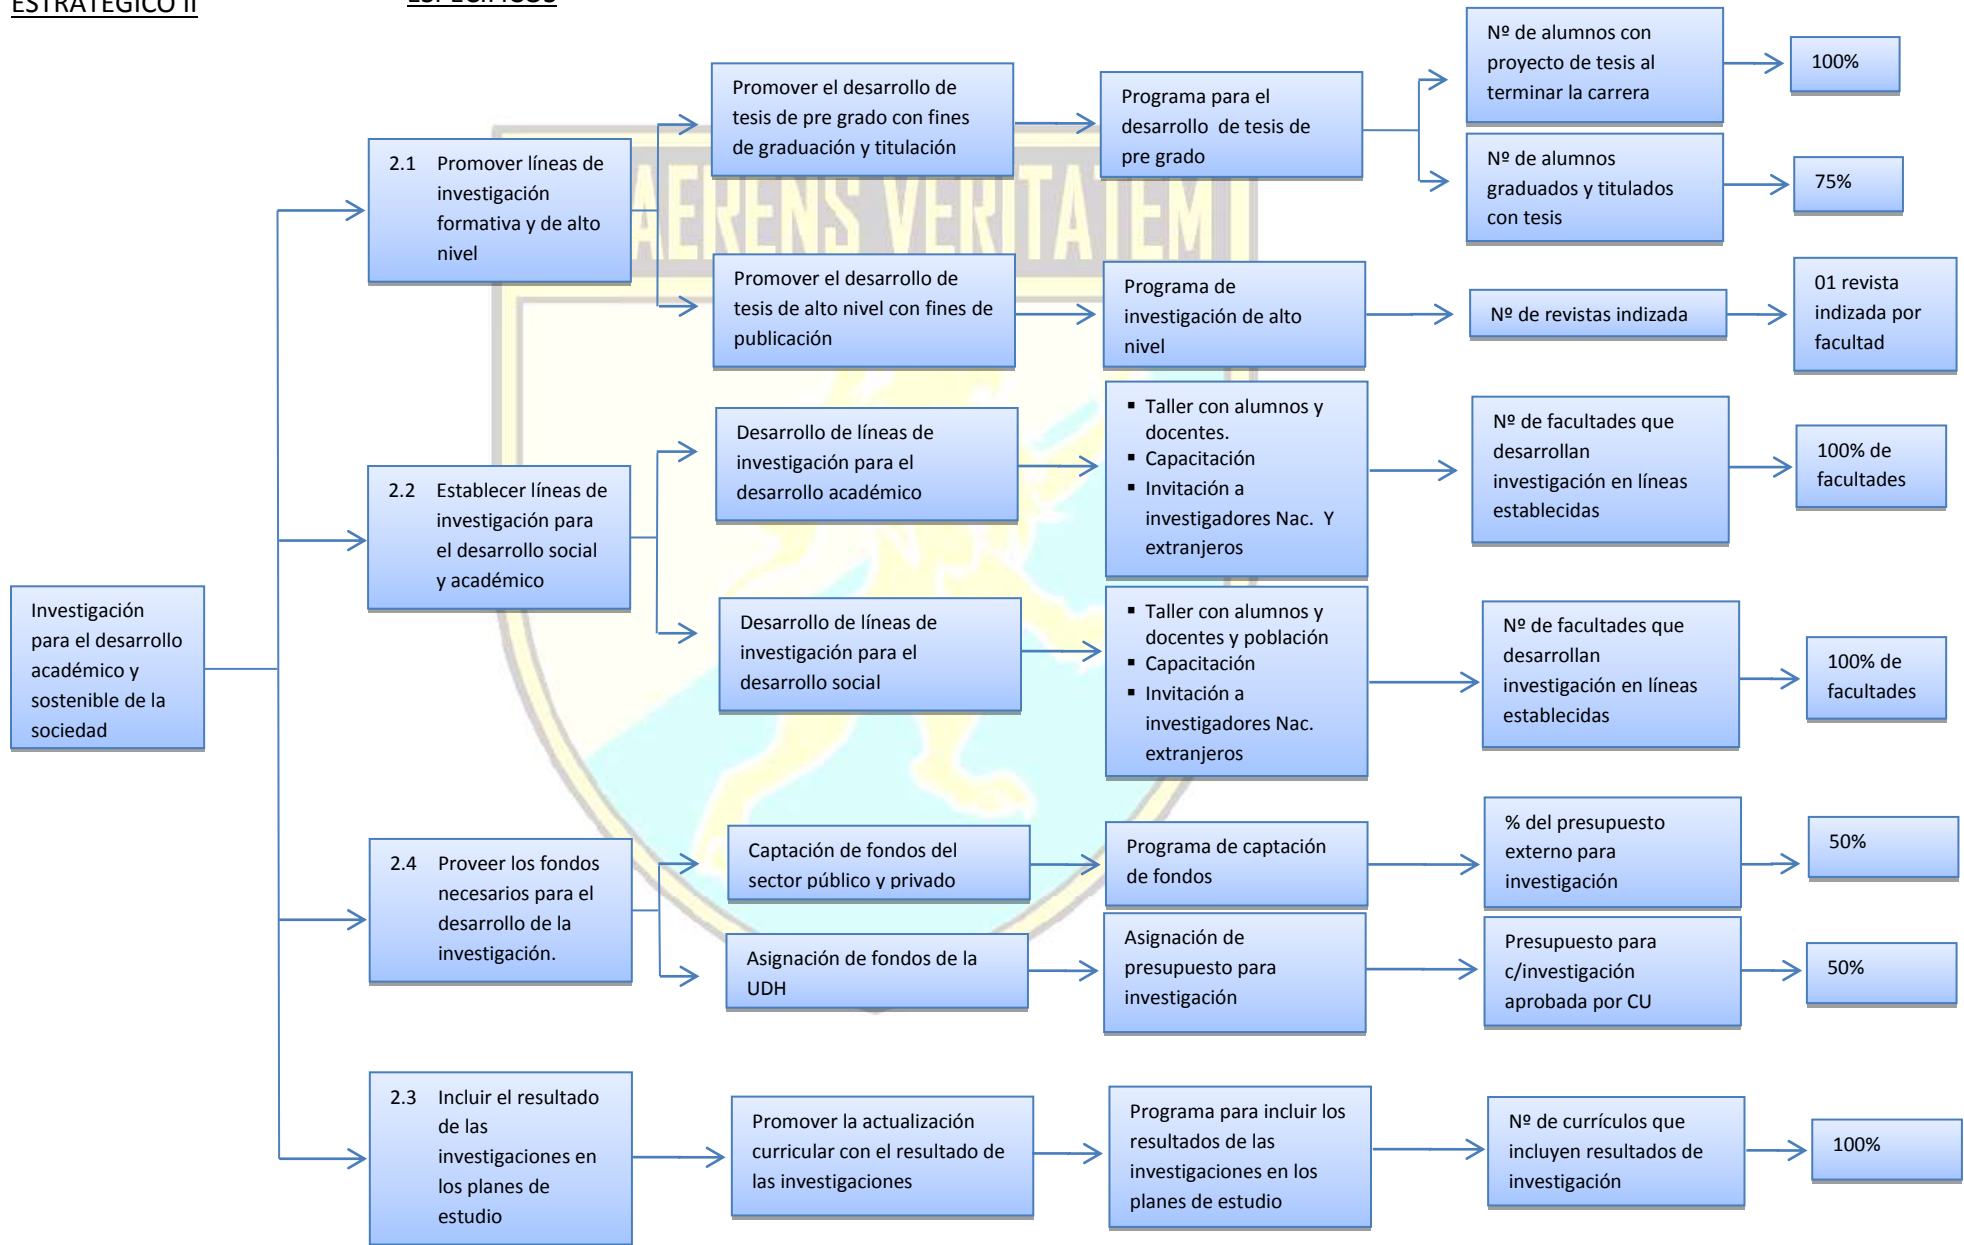 ESTRATÉGICO II
ESPECÍFICOS
Investigación
para el desarrollo
académico y
sostenible de la
sociedad
2.1 Promover líneas de
investigación
formativa y de alto
nivel
Promover el desarrollo de
tesis de pre grado con fines
de graduación y titulación
Programa para el
desarrollo de tesis de
pre grado
Nº de alumnos con
proyecto de tesis al
terminar la carrera
100%
Nº de alumnos
graduados y titulados
con tesis
75%
Promover el desarrollo de
tesis de alto nivel con fines de
publicación
Programa de
investigación de alto
nivel
Nº de revistas indizada
01 revista
indizada por
facultad
2.2 Establecer líneas de
investigación para
el desarrollo social
y académico
Desarrollo de líneas de
investigación para el
desarrollo académico
▪ Taller con alumnos y
docentes.
▪ Capacitación
▪ Invitación a
investigadores Nac. Y
extranjeros
Nº de facultades que
desarrollan
investigación en líneas
establecidas
100% de
facultades
Desarrollo de líneas de
investigación para el
desarrollo social
▪ Taller con alumnos y
docentes y población
▪ Capacitación
▪ Invitación a
investigadores Nac.
extranjeros
Nº de facultades que
desarrollan
investigación en líneas
establecidas
100% de
facultades
2.4 Proveer los fondos
necesarios para el
desarrollo de la
investigación.
Captación de fondos del
sector público y privado
Programa de captación
de fondos
% del presupuesto
externo para
investigación
50%
Asignación de fondos de la
UDH
Asignación de
presupuesto para
investigación
Presupuesto para
c/investigación
aprobada por CU
50%
2.3 Incluir el resultado
de las
investigaciones en
los planes de
estudio
Promover la actualización
curricular con el resultado de
las investigaciones
Programa para incluir los
resultados de las
investigaciones en los
planes de estudio
Nº de currículos que
incluyen resultados de
investigación
100%
AERENS VERITATEM